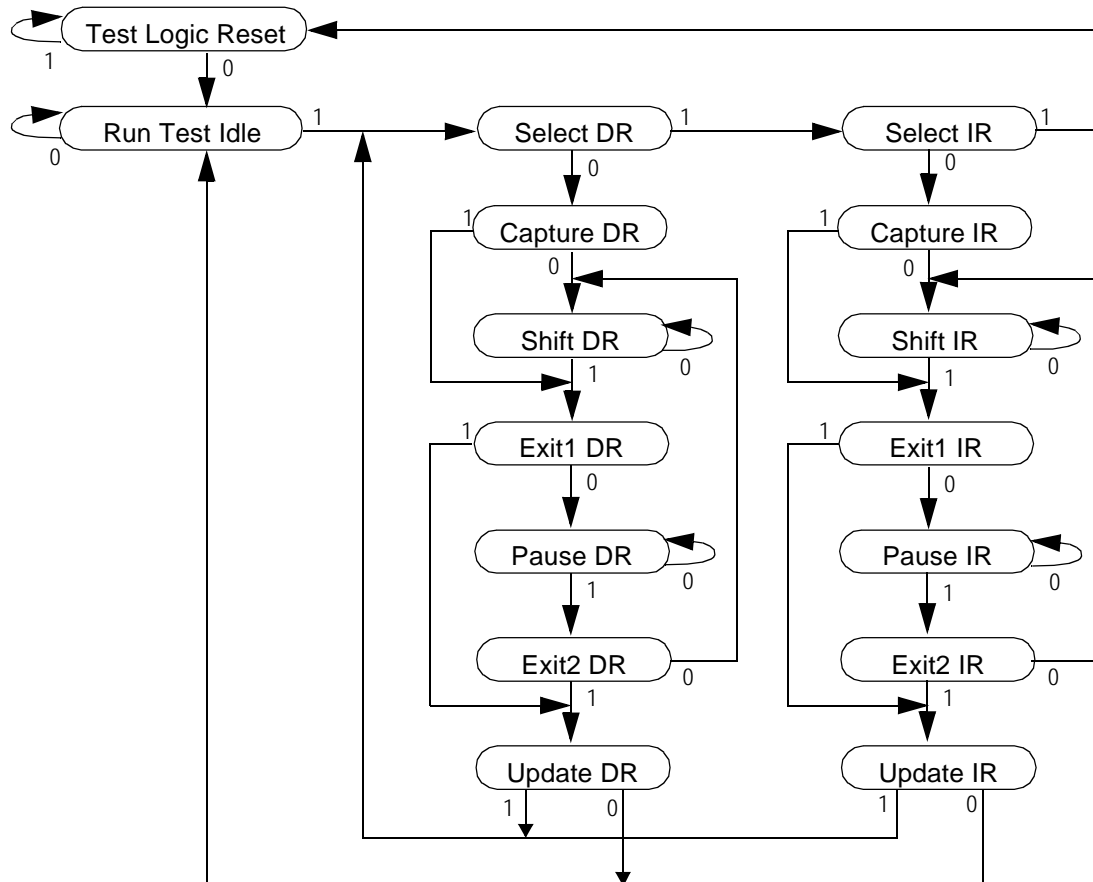 Test Logic Reset
1
0
Run Test Idle
1
Select DR
1
Select IR
1
0
0
0
1
Capture DR
1
Capture IR
0
0
Shift DR
Shift IR
0
0
1
1
1
Exit1 DR
1
Exit1 IR
0
0
Pause DR
Pause IR
0
0
1
1
Exit2 DR
Exit2 IR
0
0
1
1
Update DR
Update IR
1
0
1
0